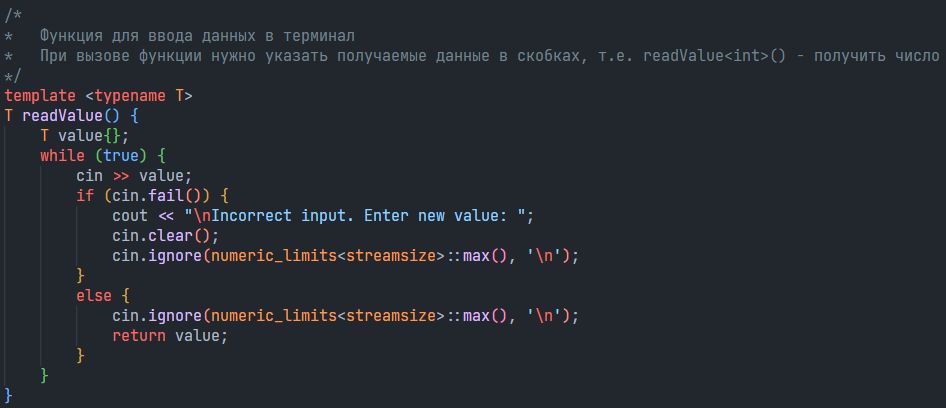 /*
*   Функция для ввода данных в терминал
*   При вызове функции нужно указать получаемые данные в скобках, т.е. readValue<int>() - получить число
*/
template <typename T>
T readValue() {
    T value{};
    while (true) {
        cin >> value;
        if (cin.fail()) {
            cout << "\nIncorrect input. Enter new value: ";
            cin.clear();
            cin.ignore(numeric_limits<streamsize>::max(), '\n');
        }
        else {
            cin.ignore(numeric_limits<streamsize>::max(), '\n');
            return value;
        }
    }
}